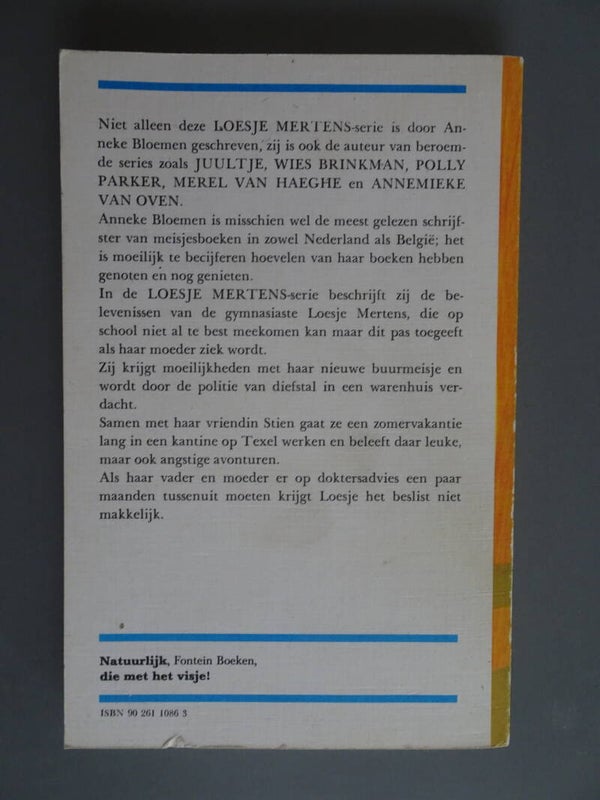 Niet alleen deze LOESJE MERTENS-serie is door An-
neke Bloemen geschreven, zij is ook de auteur van beroem-
de series zoals JUULTJE, WIES BRINKMAN, POLLY
PARKER, MEREL VAN HAEGHE en ANNEMIEKE
VAN OVEN.
Anneke Bloemen is misschien wel de meest gelezen schrijf-
ster van meisjesboeken in zowel Nederland als België; het
is moeilijk te becijferen hoevelen van haar boeken hebben
genoten én nog genieten.
In de LOESJE MERTENS-serie beschrijft zij de be-
levenissen van de gymnasiaste Loesje Mertens, die op
school niet al te best meekomen kan maar dit pas toegeeft
als haar moeder ziek wordt.
Zij krijgt moeilijkheden met haar nieuwe buurmeisje en
wordt door de politie van diefstal in een warenhuis ver-
dacht.
Samen met haar vriendin Stien gaat ze een zomervakantie
lang in een kantine op Texel werken en beleeft daar leuke,
maar ook angstige avonturen.
Als haar vader en moeder er op doktersadvies een paar
maanden tussenuit moeten krijgt Loesje het beslist niet
makkelijk.
Natuurlijk, Fontein Boeken,
die met het visje!
ISBN 90 261 1086 3